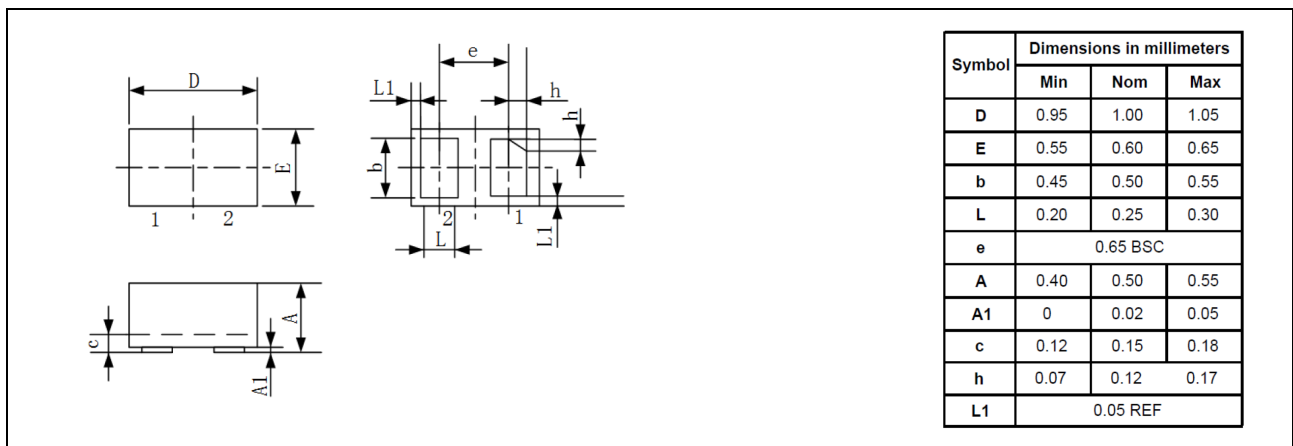 D
E
1 2
e
L1
h
h
b
2 1
L
L1
A
c
A1
Symbol Dimensions in millimeters
Min Nom Max
D 0.95 1.00 1.05
E 0.55 0.60 0.65
b 0.45 0.50 0.55
L 0.20 0.25 0.30
e 0.65 BSC
A 0.40 0.50 0.55
A1 0 0.02 0.05
c 0.12 0.15 0.18
h 0.07 0.12 0.17
L1 0.05 REF